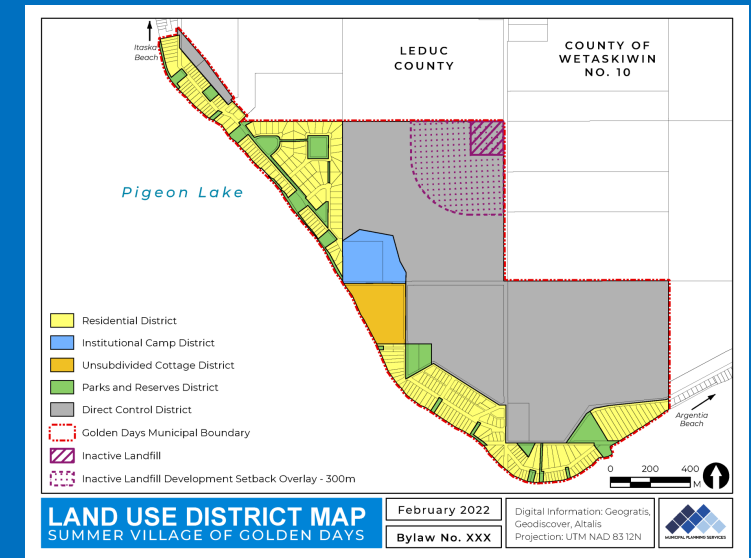 Itaska
Beach
LEDUC
COUNTY
COUNTY OF
WETASKIWIN
NO. 10
Pigeon Lake
Residential District
Institutional Camp District
Unsubdivided Cottage District
Parks and Reserves District
Direct Control District
Golden Days Municipal Boundary
Inactive Landfill
Inactive Landfill Development Setback Overlay - 300m
Argentia
Beach
0 200 400
M
LAND USE DISTRICT MAP
SUMMER VILLAGE OF GOLDEN DAYS
February 2022
Bylaw No. XXX
Digital Information: Geogratis,
Geodiscover, Altalis
Projection: UTM NAD 83 12N
MUNICIPAL PLANNING SERVICES